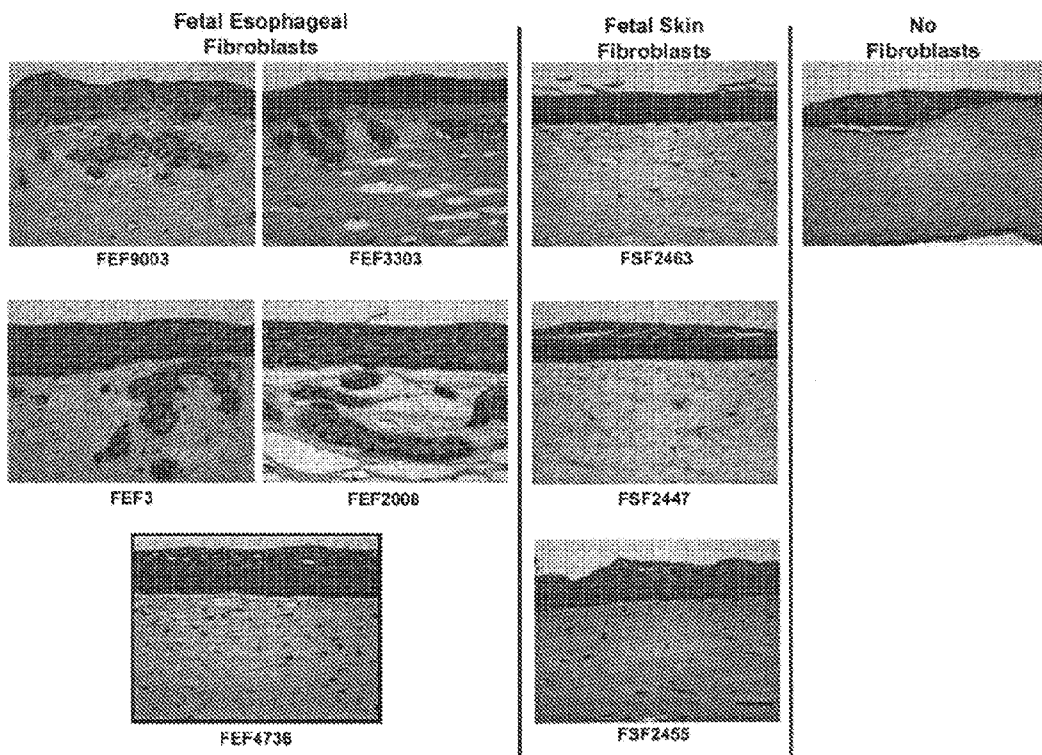 Fetal Esophageal
Fibroblasts
Fetal Skin
Fibroblasts
No
Fibroblasts
FEF9003
FEF3303
FSF2463
FEF3
FEF2008
FSF2447
FEF4736
FSF2455